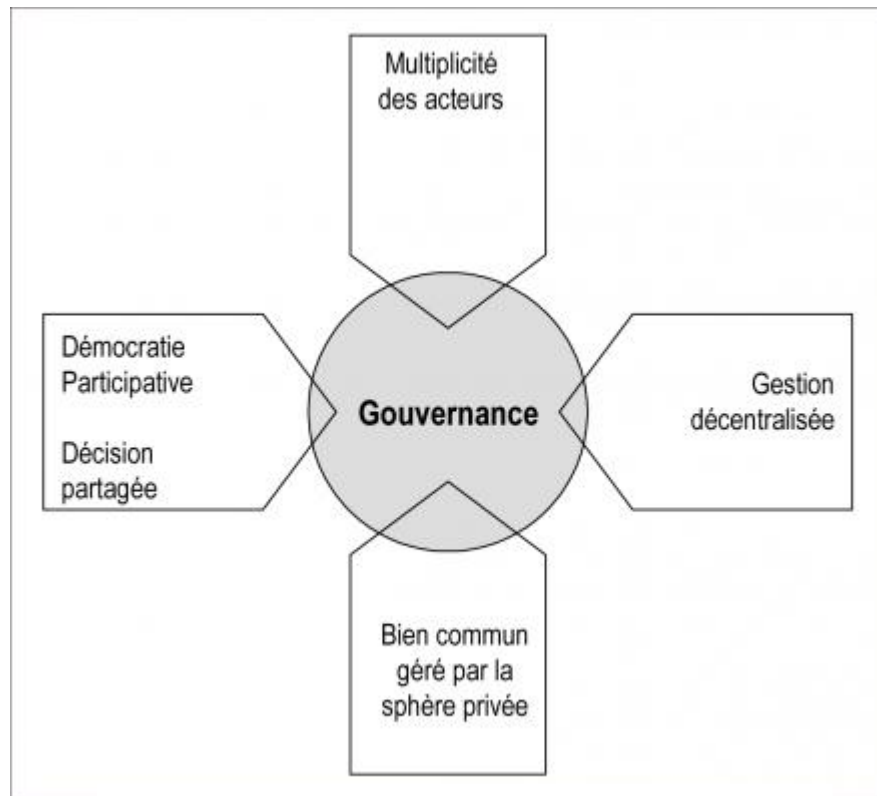 Multiplicité
des acteurs
Démocratie
Participative
Décision
partagée
Gouvernance
Gestion
décentralisée
Bien commun
géré par la
sphère privée